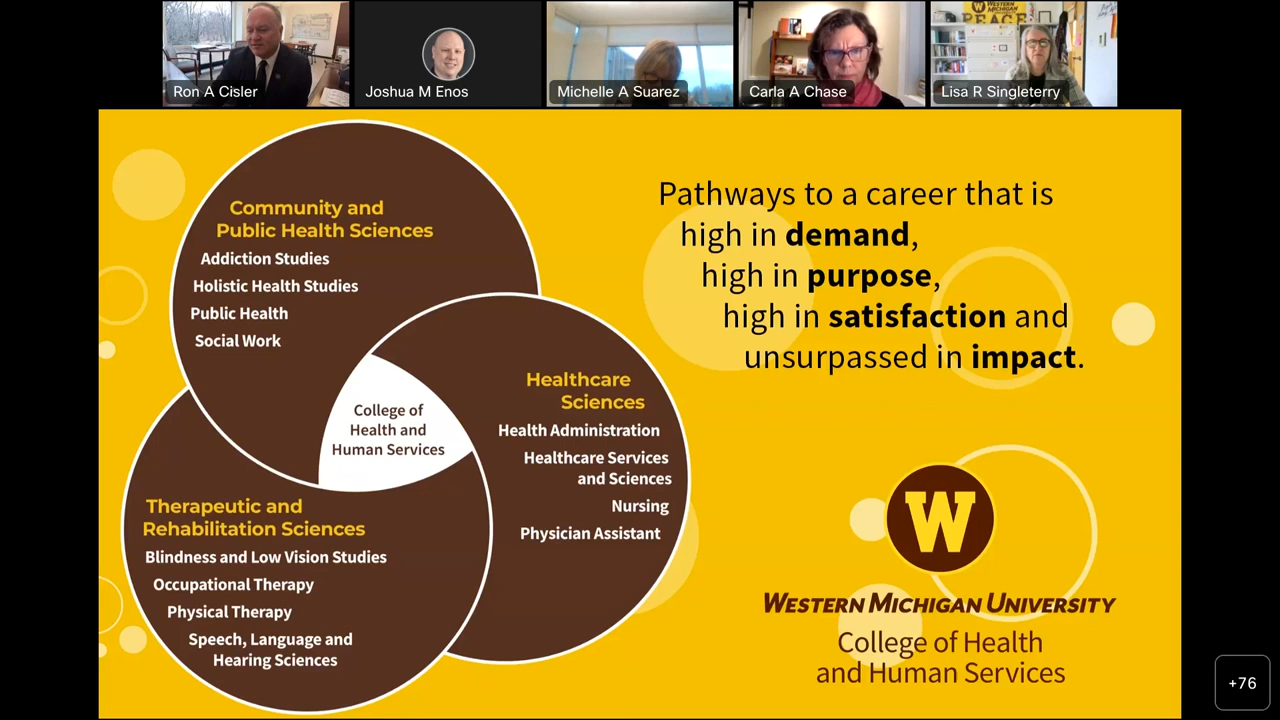 Ron A Cisler
Joshua M Enos
Michelle A Suarez
Carla A Chase
Lisa R Singleterry
WESTERN MICHIGAN
PEACE
Community and
Public Health Sciences
Addiction Studies
Holistic Health Studies
Public Health
Social Work
College of
Health and
Human Services
Healthcare
Sciences
Health Administration
Healthcare Services
and Sciences
Nursing
Physician Assistant
Therapeutic and
Rehabilitation Sciences
Blindness and Low Vision Studies
Occupational Therapy
Physical Therapy
Speech, Language and
Hearing Sciences
Pathways to a career that is
high in demand,
high in purpose,
high in satisfaction and
unsurpassed in impact.
W
WESTERN MICHIGAN UNIVERSITY
College of Health
and Human Services
+76